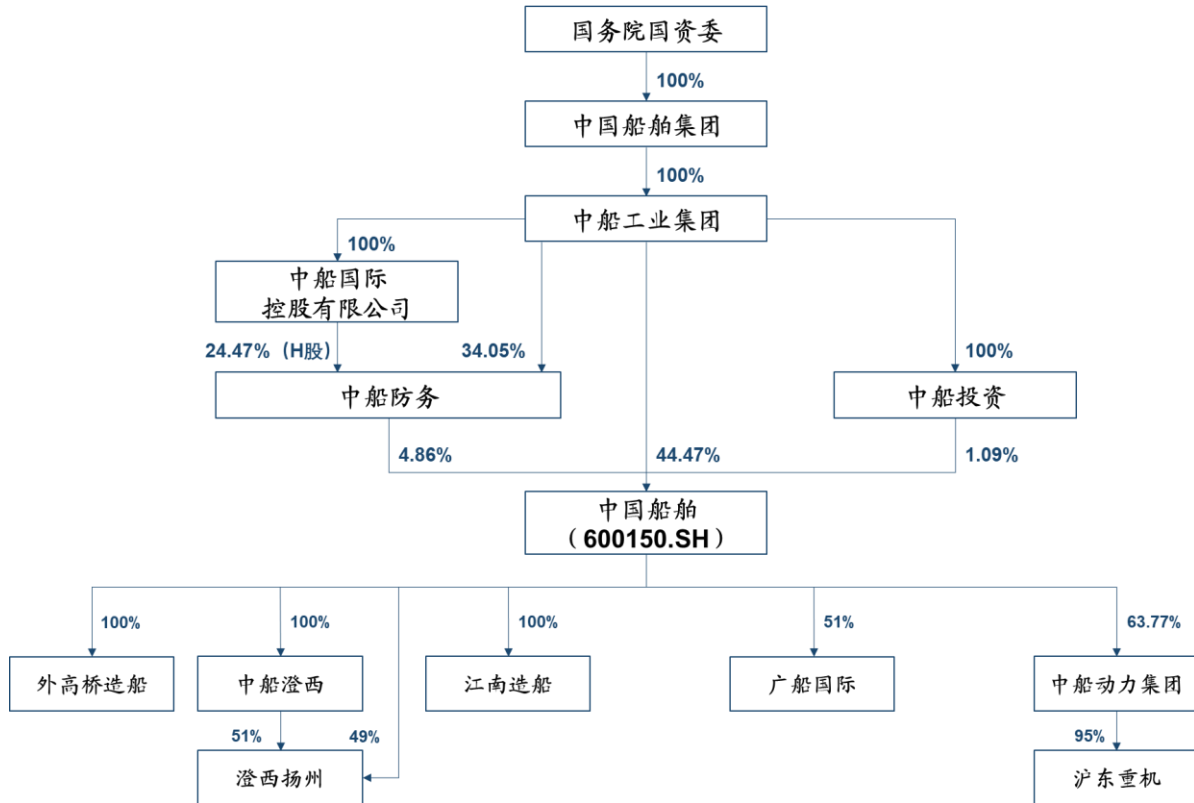 国务院国资委
100%
中国船舶集团
100%
中船工业集团
100%
中船国际
控股有限公司
24.47%（H股）
34.05%
100%
中船防务
中船投资
4.86%
44.47%
1.09%
中国船舶
（600150.SH）
100%
100%
100%
51%
63.77%
外高桥造船
中船澄西
江南造船
广船国际
中船动力集团
51%
49%
95%
澄西扬州
沪东重机